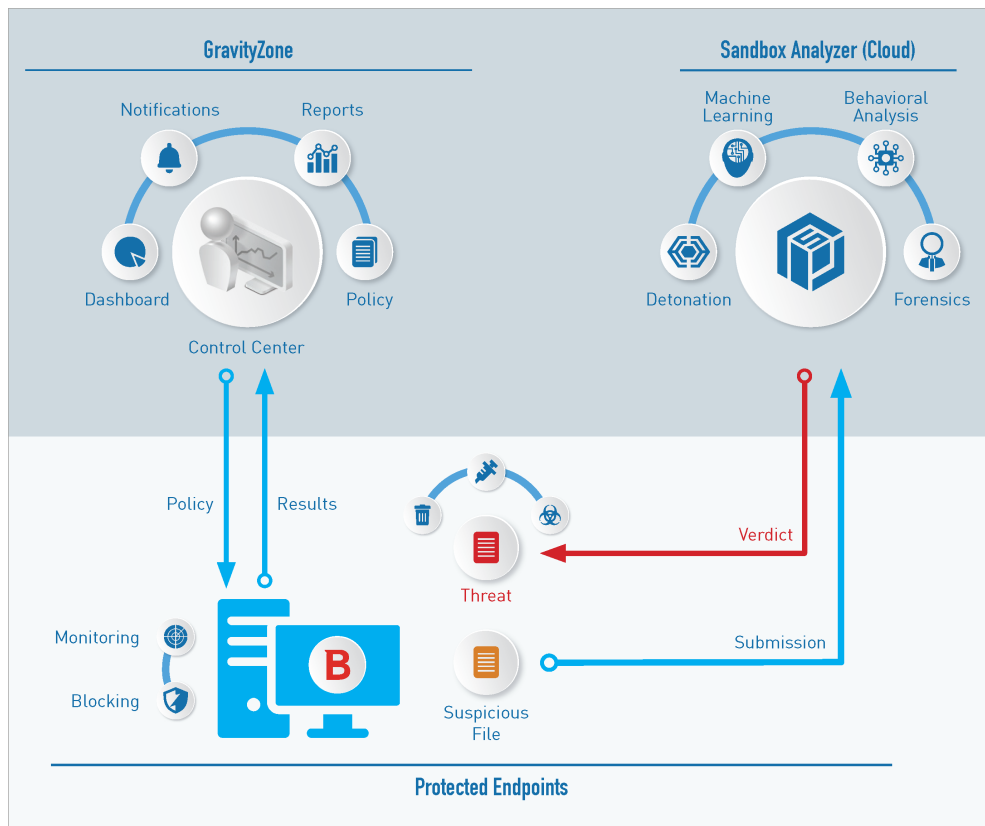 GravityZone
Sandbox Analyzer (Cloud)
Notifications
Reports
Dashboard
Policy
Control Center
Machine
Learning
Behavioral
Analysis
Detonation
Forensics
Policy
Results
Verdict
Threat
Monitoring
Blocking
B
Submission
Suspicious
File
Protected Endpoints